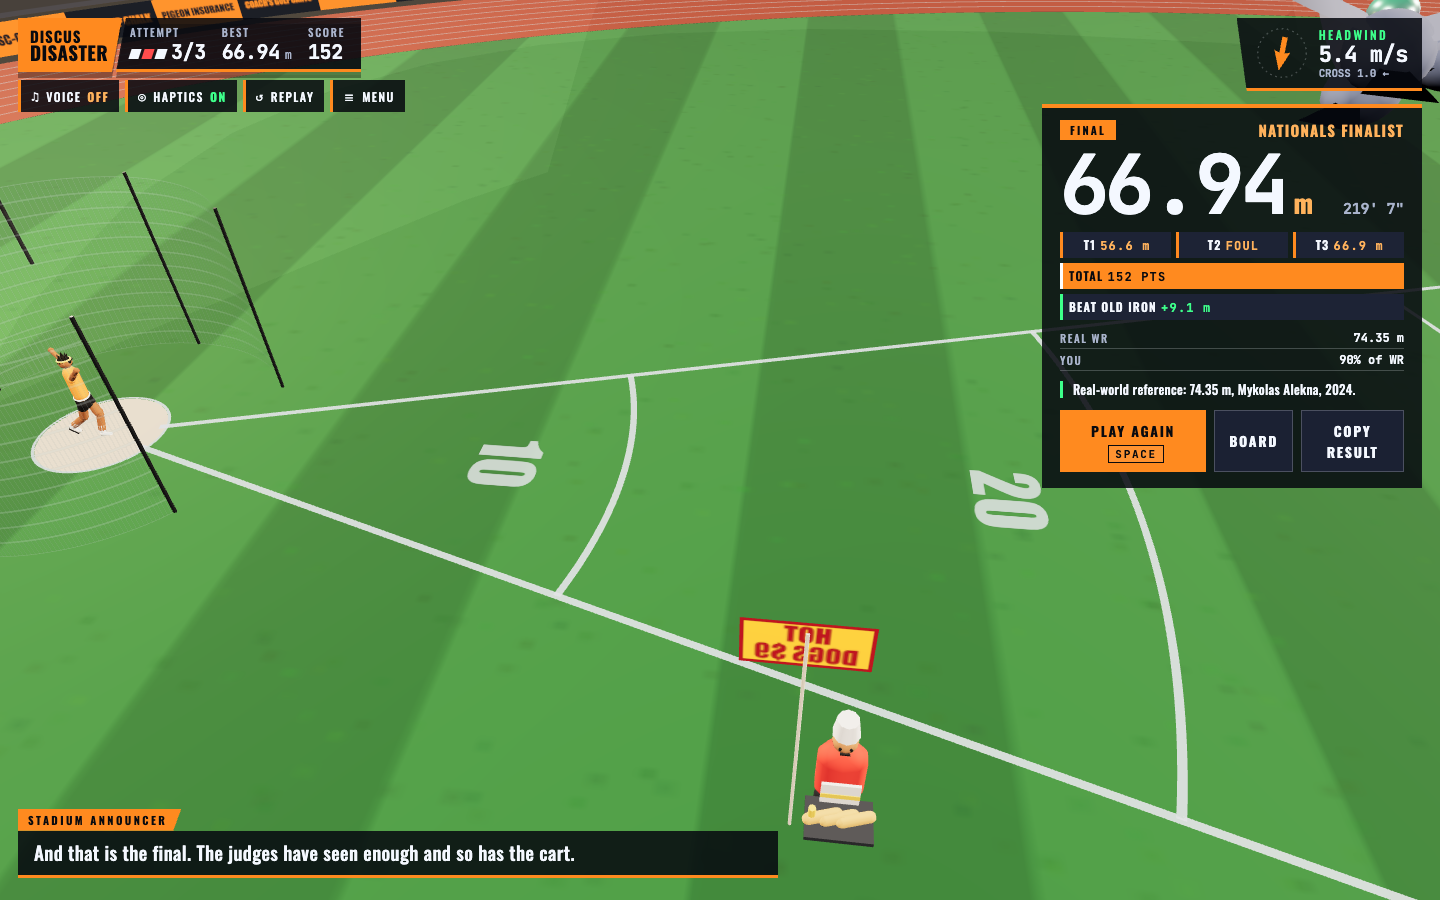 PIGEON INSURANCE
DISCUS
DISASTER
ATTEMPT
3/3
BEST
66.94 m
SCORE
152
♫ VOICE OFF
◎ HAPTICS ON
↺ REPLAY
≡ MENU
HEADWIND
5.4 m/s
CROSS 1.0 ←
FINAL
NATIONALS FINALIST
66.94 m
219' 7"
T1 56.6 m
T2 FOUL
T3 66.9 m
TOTAL 152 PTS
BEAT OLD IRON +9.1 m
REAL WR
74.35 m
YOU
90% of WR
Real-world reference: 74.35 m, Mykolas Alekna, 2024.
PLAY AGAIN
SPACE
BOARD
COPY
RESULT
10
20
HOT
DOGS $9
STADIUM ANNOUNCER
And that is the final. The judges have seen enough and so has the cart.